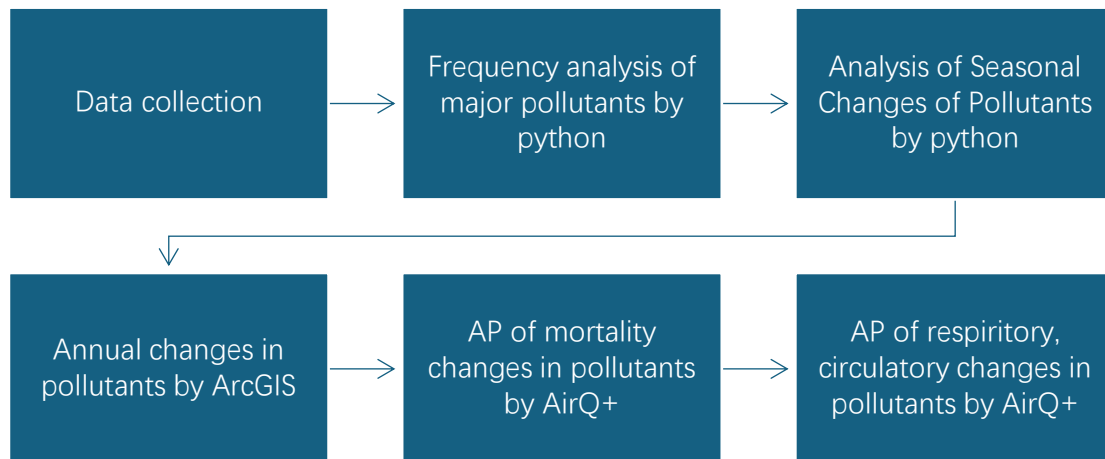 Data collection
Frequency analysis of
major pollutants by
python
Analysis of Seasonal
Changes of Pollutants
by python
Annual changes in
pollutants by ArcGIS
AP of mortality
changes in pollutants
by AirQ+
AP of respiritory,
circulatory changes in
pollutants by AirQ+